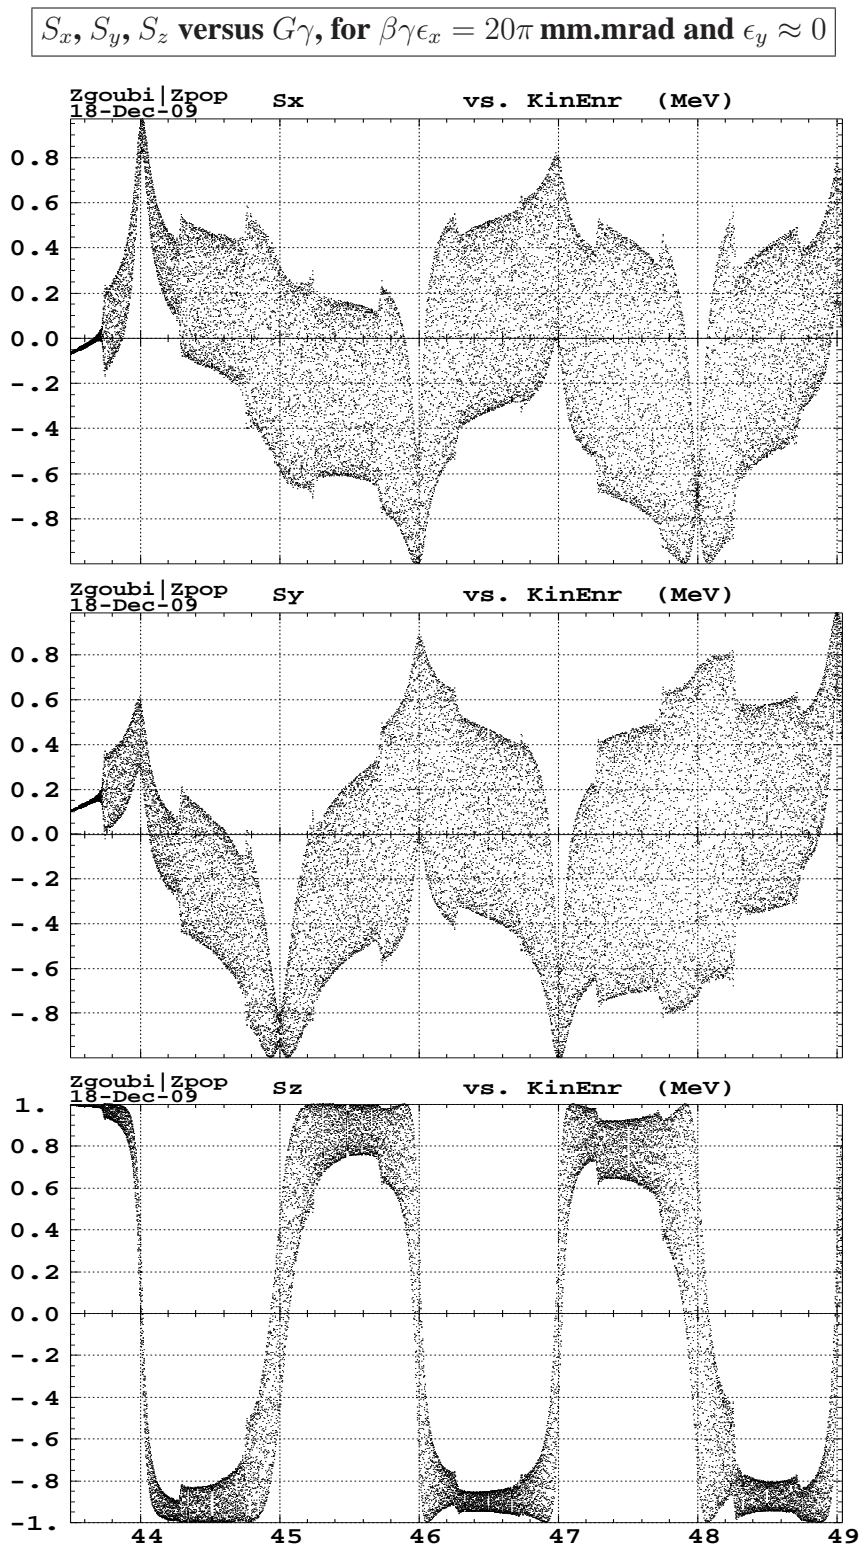 Sx, Sy, Sz versus Gγ, for βγϵx = 20π mm.mrad and ϵy ≈ 0
Zgoubi|Zpop
18-Dec-09
Sx vs. KinEnr (MeV)
0.8
0.6
0.4
0.2
0.0
-.2
-.4
-.6
-.8
Zgoubi|Zpop
18-Dec-09
Sy vs. KinEnr (MeV)
0.8
0.6
0.4
0.2
0.0
-.2
-.4
-.6
-.8
Zgoubi|Zpop
18-Dec-09
Sz vs. KinEnr (MeV)
1.
0.8
0.6
0.4
0.2
0.0
-.2
-.4
-.6
-.8
-1.
44 45 46 47 48 49